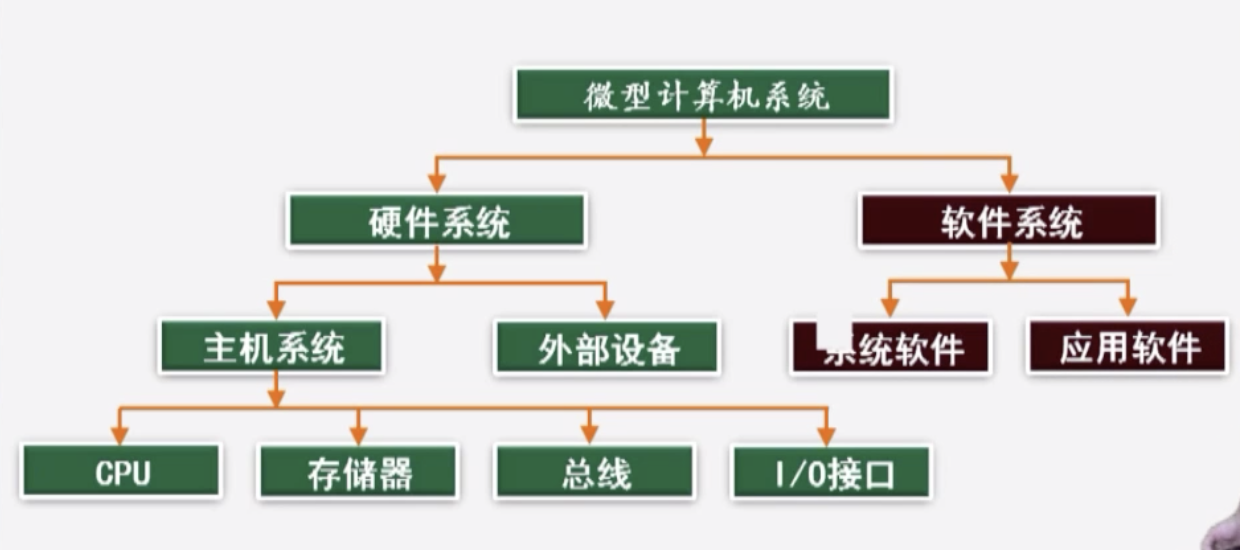 微型计算机系统
硬件系统
软件系统
主机系统
外部设备
系统软件
应用软件
CPU
存储器
总线
I/O接口